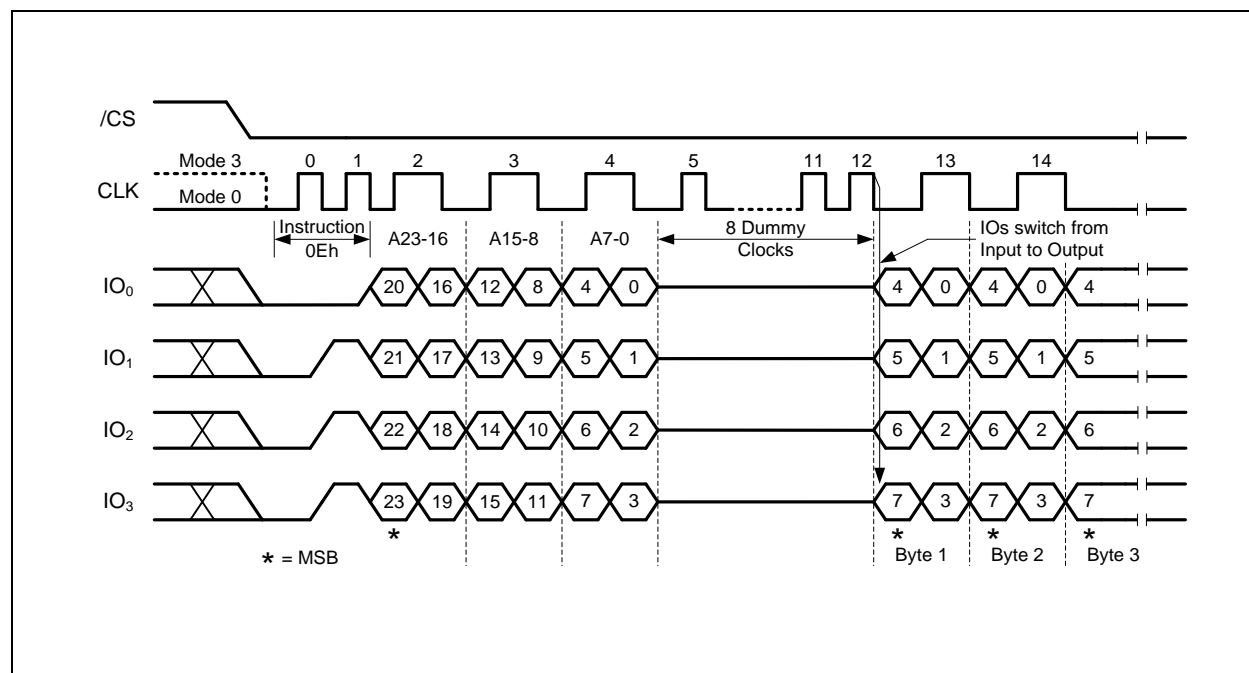 /CS
Mode 3 0 1 2 3 4 5 11 12 13 14
CLK
Mode 0
Instruction
0Eh
A23-16 A15-8 A7-0
8 Dummy
Clocks
IOs switch from
Input to Output
IO0 20 16 12 8 4 0 4 0 4 0 4
IO1 21 17 13 9 5 1 5 1 5 1 5
IO2 22 18 14 10 6 2 6 2 6 2 6
IO3 23 19 15 11 7 3 7 3 7 3 7
* * * *
* = MSB
Byte 1 Byte 2 Byte 3